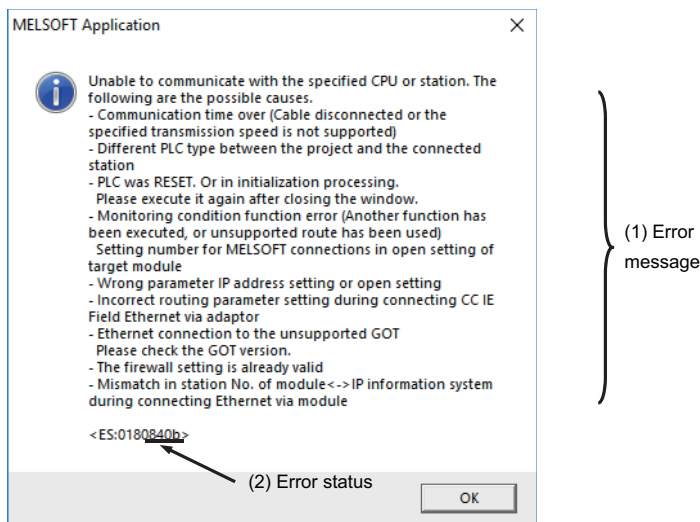 MELSOFT Application
Unable to communicate with the specified CPU or station. The
following are the possible causes.
- Communication time over (Cable disconnected or the
specified transmission speed is not supported)
- Different PLC type between the project and the connected
station
- PLC was RESET. Or in initialization processing.
Please execute it again after closing the window.
- Monitoring condition function error (Another function has
been executed, or unsupported route has been used)
Setting number for MELSOFT connections in open setting of
target module
- Wrong parameter IP address setting or open setting
- Incorrect routing parameter setting during connecting CC IE
Field Ethernet via adaptor
- Ethernet connection to the unsupported GOT
Please check the GOT version.
- The firewall setting is already valid
- Mismatch in station No. of module<->IP information system
during connecting Ethernet via module
<ES:0180840b>
(1) Error
message
(2) Error status
OK